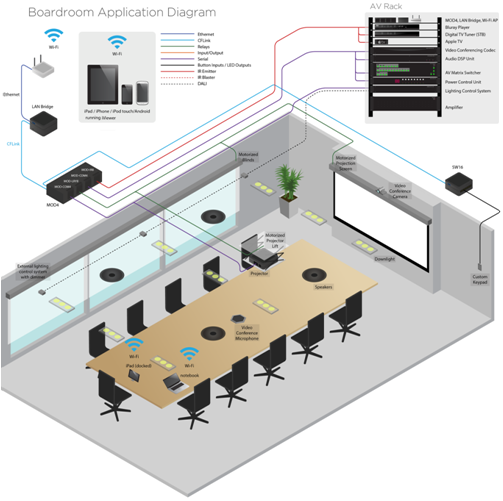 Boardroom Application Diagram
AV Rack
Wi-Fi
Wi-Fi
Ethernet
CFLink
Relays
Input/Output
Serial
Button Inputs / LED Outputs
IR Emitter
IR Blaster
DALI
MOD4, LAN Bridge, Wi-Fi AP
Bluray Player
Digital TV Tuner (STB)
Apple TV
Video Conferencing Codec
Audio DSP Unit
AV Matrix Switcher
Power Control Unit
Lighting Control System
Amplifier
iPad / iPhone / iPod touch/Android
running iViewer
Ethernet
LAN Bridge
CFLink
MOD4
Motorized
Blinds
Motorized
Projection
Screen
Video
Conference
Camera
SW16
Custom
Keypad
Motorized
Projector
Lift
Projector
Downlight
Speakers
External lighting
control system
with dimmer
Video
Conference
Microphone
Wi-Fi
iPad (docked)
Wi-Fi
notebook